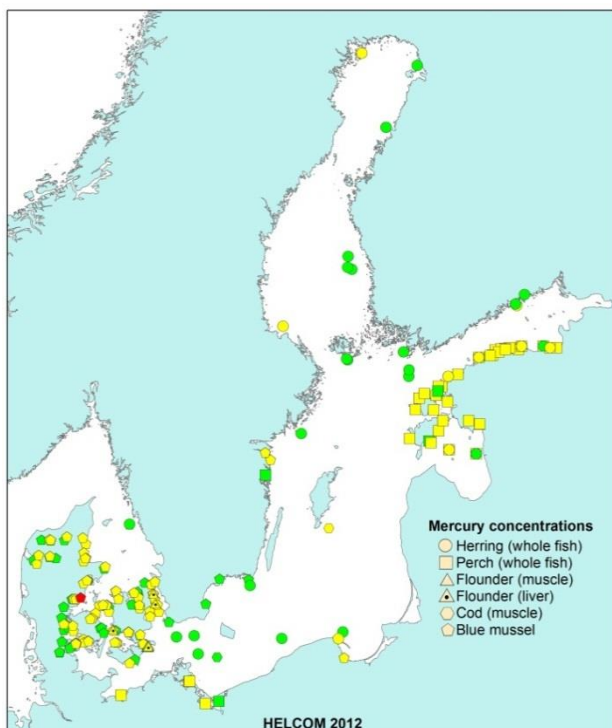 Mercury concentrations
Herring (whole fish)
Perch (whole fish)
Flounder (muscle)
Flounder (liver)
Cod (muscle)
Blue mussel
HELCOM 2012